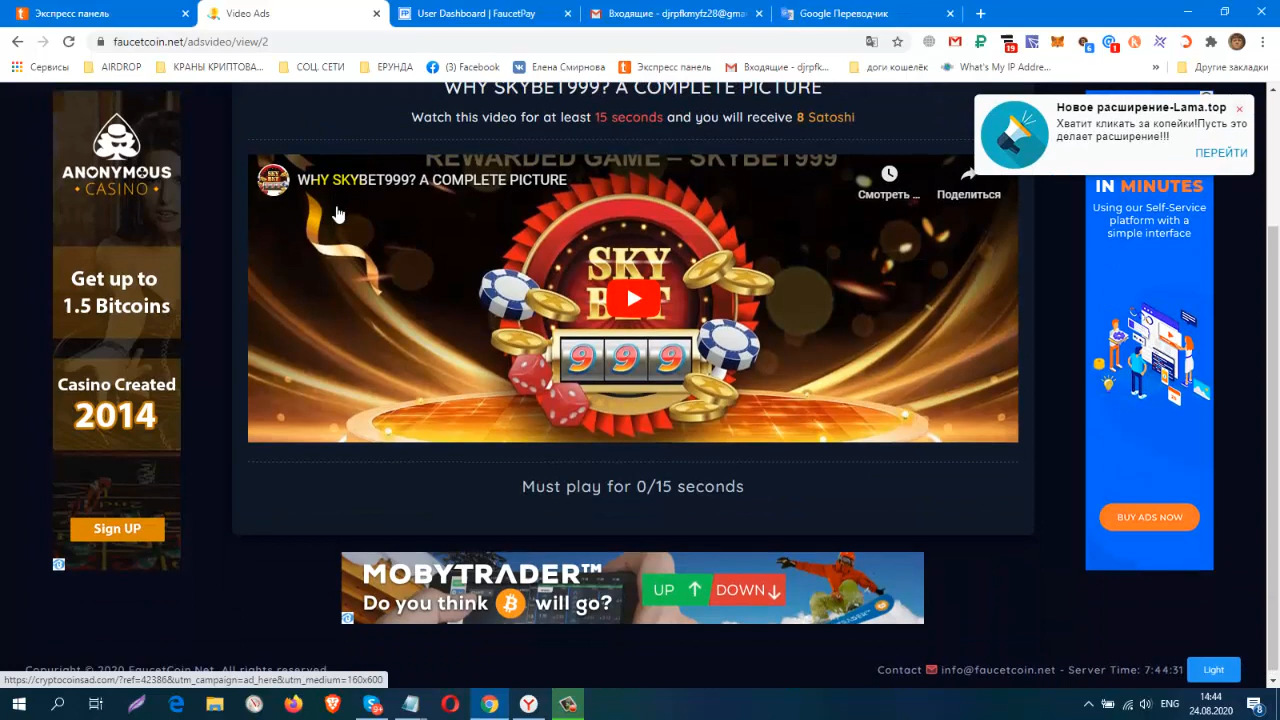 Экспресс панель
Video Ads
User Dashboard | FaucetPay
Входящие - djrpfkmyfz28@gma
Google Переводчик
faucetcoin.net/adsvideo/view/2
19
6
1
Сервисы
AIRDROP
КРАНЫ КРИПТОВА...
СОЦ. СЕТИ
ЕРУНДА
(3) Facebook
Елена Смирнова
Экспресс панель
Входящие - djrpfk...
доги кошелёк
What's My IP Addre...
»
Другие закладки
WHY SKYBET999? A COMPLETE PICTURE
Watch this video for at least 15 seconds and you will receive 8 Satoshi
Новое расширение-Lama.top
Хватит кликать за копейки!Пусть это
делает расширение!!!
ПЕРЕЙТИ
ANONYMOUS
CASINO
Get up to
1.5 Bitcoins
Casino Created
2014
Sign UP
REWARDED GAME – SKYBET999
WHY SKYBET999? A COMPLETE PICTURE
Смотреть ...
Поделиться
SKY
BET
9 9 9
IN MINUTES
Using our Self-Service
platform with a
simple interface
BUY ADS NOW
Must play for 0/15 seconds
MOBYTRADER™
Do you think B will go?
UP
DOWN
Copyright © 2020 FaucetCoin.Net. All rights reserved
Contact info@faucetcoin.net - Server Time: 7:44:31
Light
https://cryptocoinsad.com/?ref=42386&utm_campaign=ad_here&utm_medium=160x600
ENG
14:44
24.08.2020
8